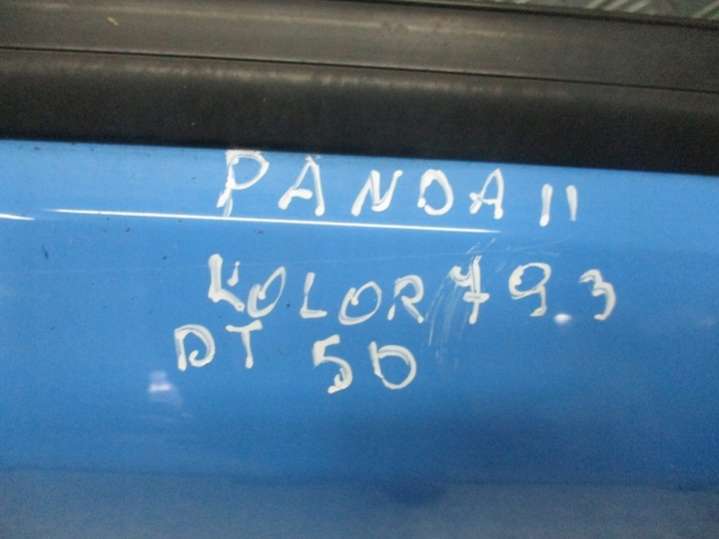 PANDA II
KOLOR 793
DT 50